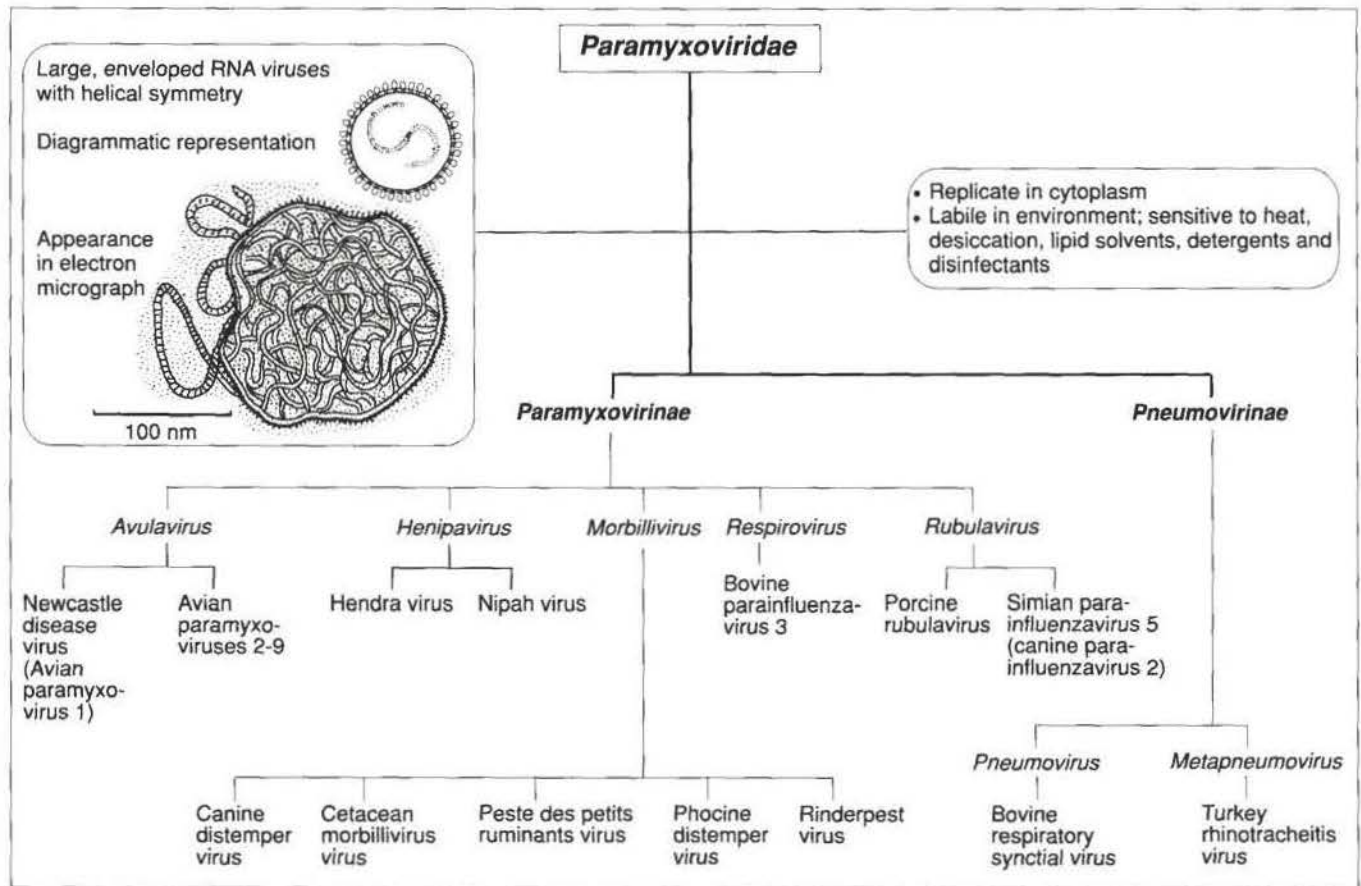 Paramyxoviridae
Large, enveloped RNA viruses
with helical symmetry
Diagrammatic representation
Appearance
in electron
micrograph
100 nm
• Replicate in cytoplasm
• Labile in environment; sensitive to heat,
desiccation, lipid solvents, detergents and
disinfectants
Paramyxovirinae
Pneumovirinae
Avulavirus
Henipavirus
Morbillivirus
Respirovirus
Rubulavirus
Newcastle
disease
virus
(Avian
paramyxo-
virus 1)
Avian
paramyxo-
viruses 2-9
Hendra virus
Nipah virus
Bovine
parainfluenza-
virus 3
Porcine
rubulavirus
Simian para-
influenzavirus 5
(canine para-
influenzavirus 2)
Pneumovirus
Metapneumovirus
Canine
distemper
virus
Cetacean
morbillivirus
virus
Peste des petits
ruminants virus
Phocine
distemper
virus
Rinderpest
virus
Bovine
respiratory
synctial virus
Turkey
rhinotracheitis
virus